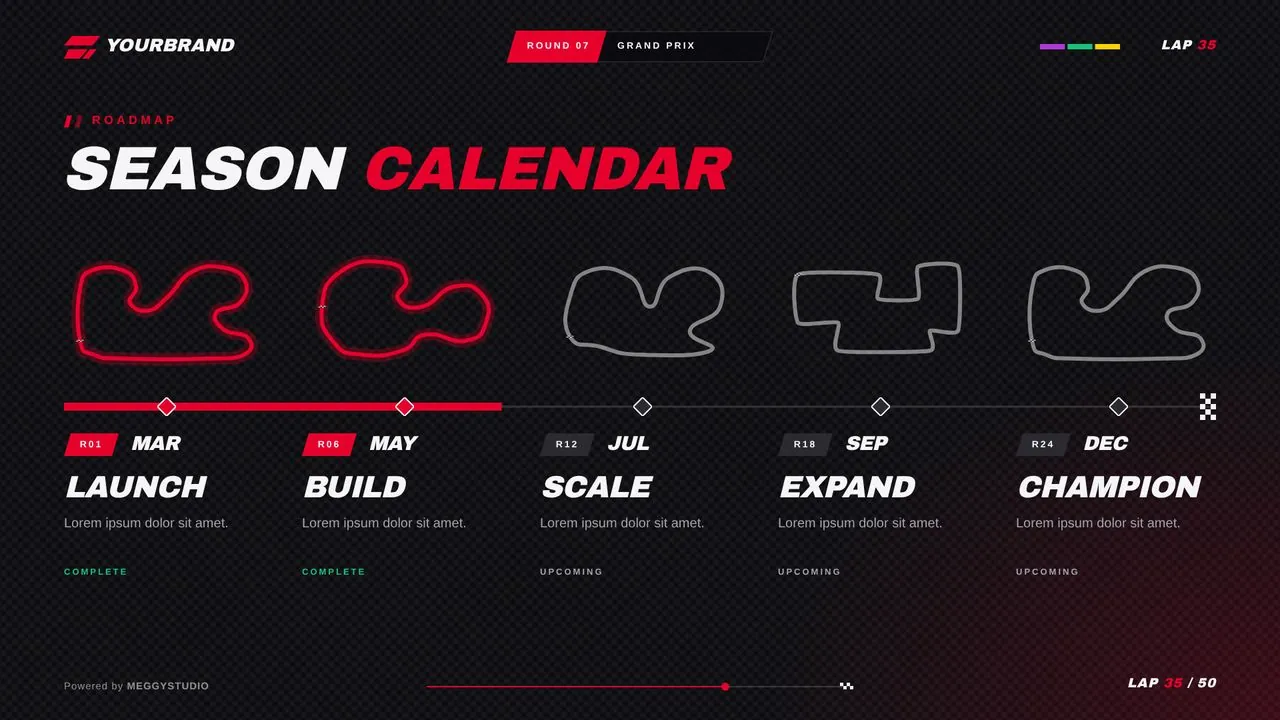 YOURBRAND
ROUND 07 GRAND PRIX
LAP 35
ROADMAP
SEASON CALENDAR
R01 MAR
LAUNCH
Lorem ipsum dolor sit amet.
COMPLETE
R06 MAY
BUILD
Lorem ipsum dolor sit amet.
COMPLETE
R12 JUL
SCALE
Lorem ipsum dolor sit amet.
UPCOMING
R18 SEP
EXPAND
Lorem ipsum dolor sit amet.
UPCOMING
R24 DEC
CHAMPION
Lorem ipsum dolor sit amet.
UPCOMING
Powered by MEGGYSTUDIO
LAP 35 / 50